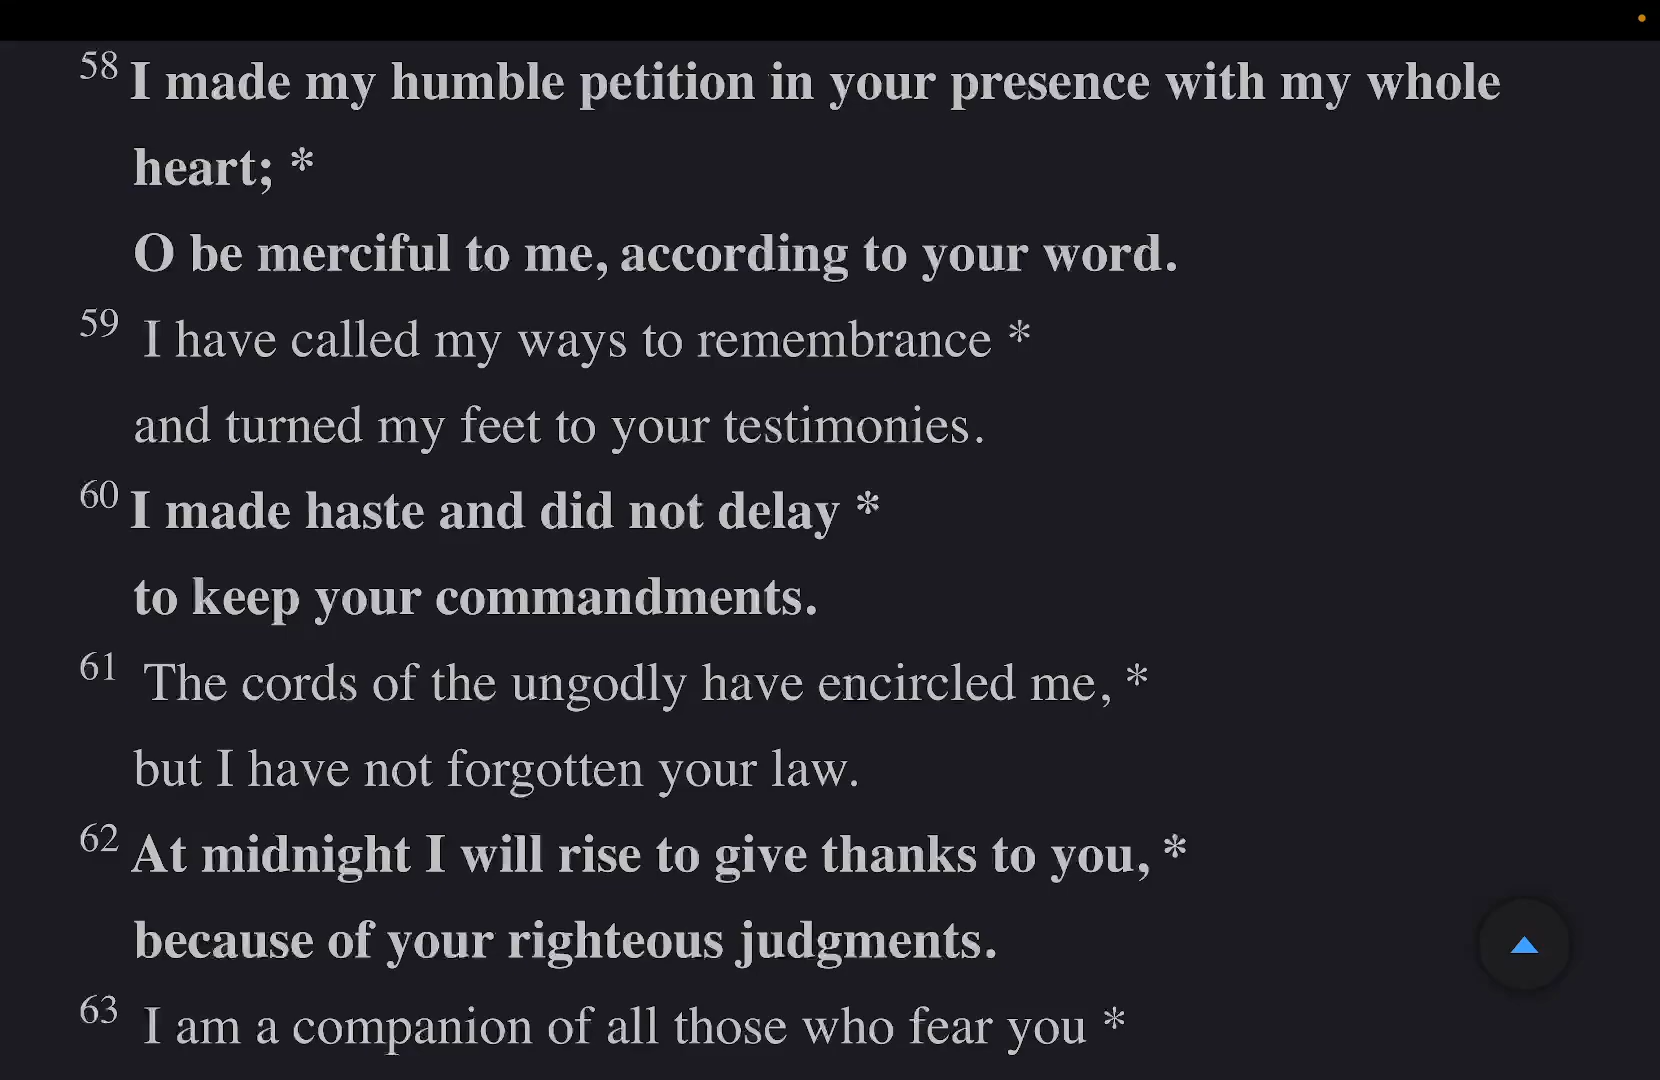 58 I made my humble petition in your presence with my whole
heart; *
O be merciful to me, according to your word.
59 I have called my ways to remembrance *
and turned my feet to your testimonies.
60 I made haste and did not delay *
to keep your commandments.
61 The cords of the ungodly have encircled me, *
but I have not forgotten your law.
62 At midnight I will rise to give thanks to you, *
because of your righteous judgments.
63 I am a companion of all those who fear you *